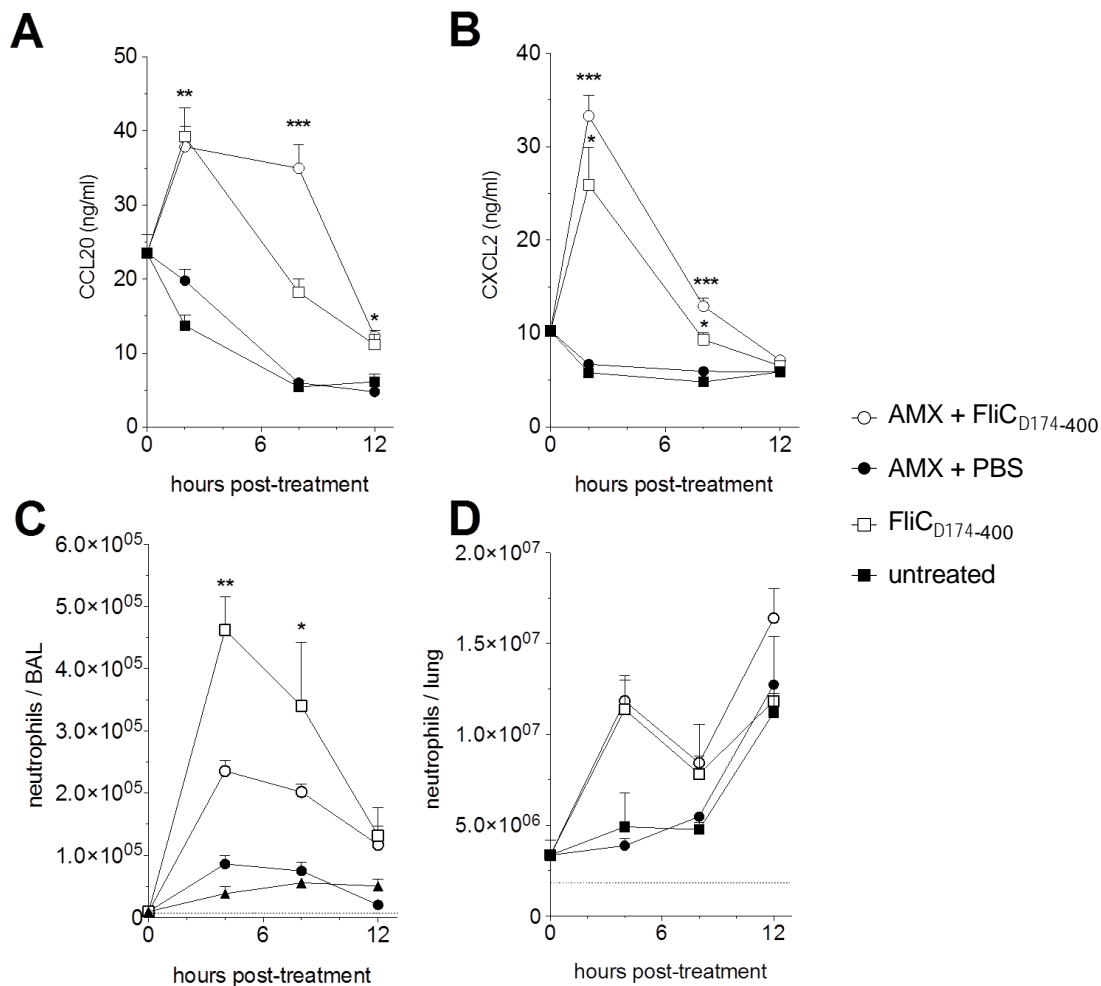 A
B
50
40
30
20
10
0
CCL20 (ng/ml)
**
***
*
0
6
12
hours post-treatment
40
30
20
10
0
CXCL2 (ng/ml)
***
*
***
*
0
6
12
hours post-treatment
AMX + FliCD174-400
AMX + PBS
FliCD174-400
untreated
C
D
6.0×10^05
5.0×10^05
4.0×10^05
3.0×10^05
2.0×10^05
1.0×10^05
0
neutrophils / BAL
**
*
0
6
12
hours post-treatment
2.0×10^07
1.5×10^07
1.0×10^07
5.0×10^06
0
neutrophils / lung
0
6
12
hours post-treatment